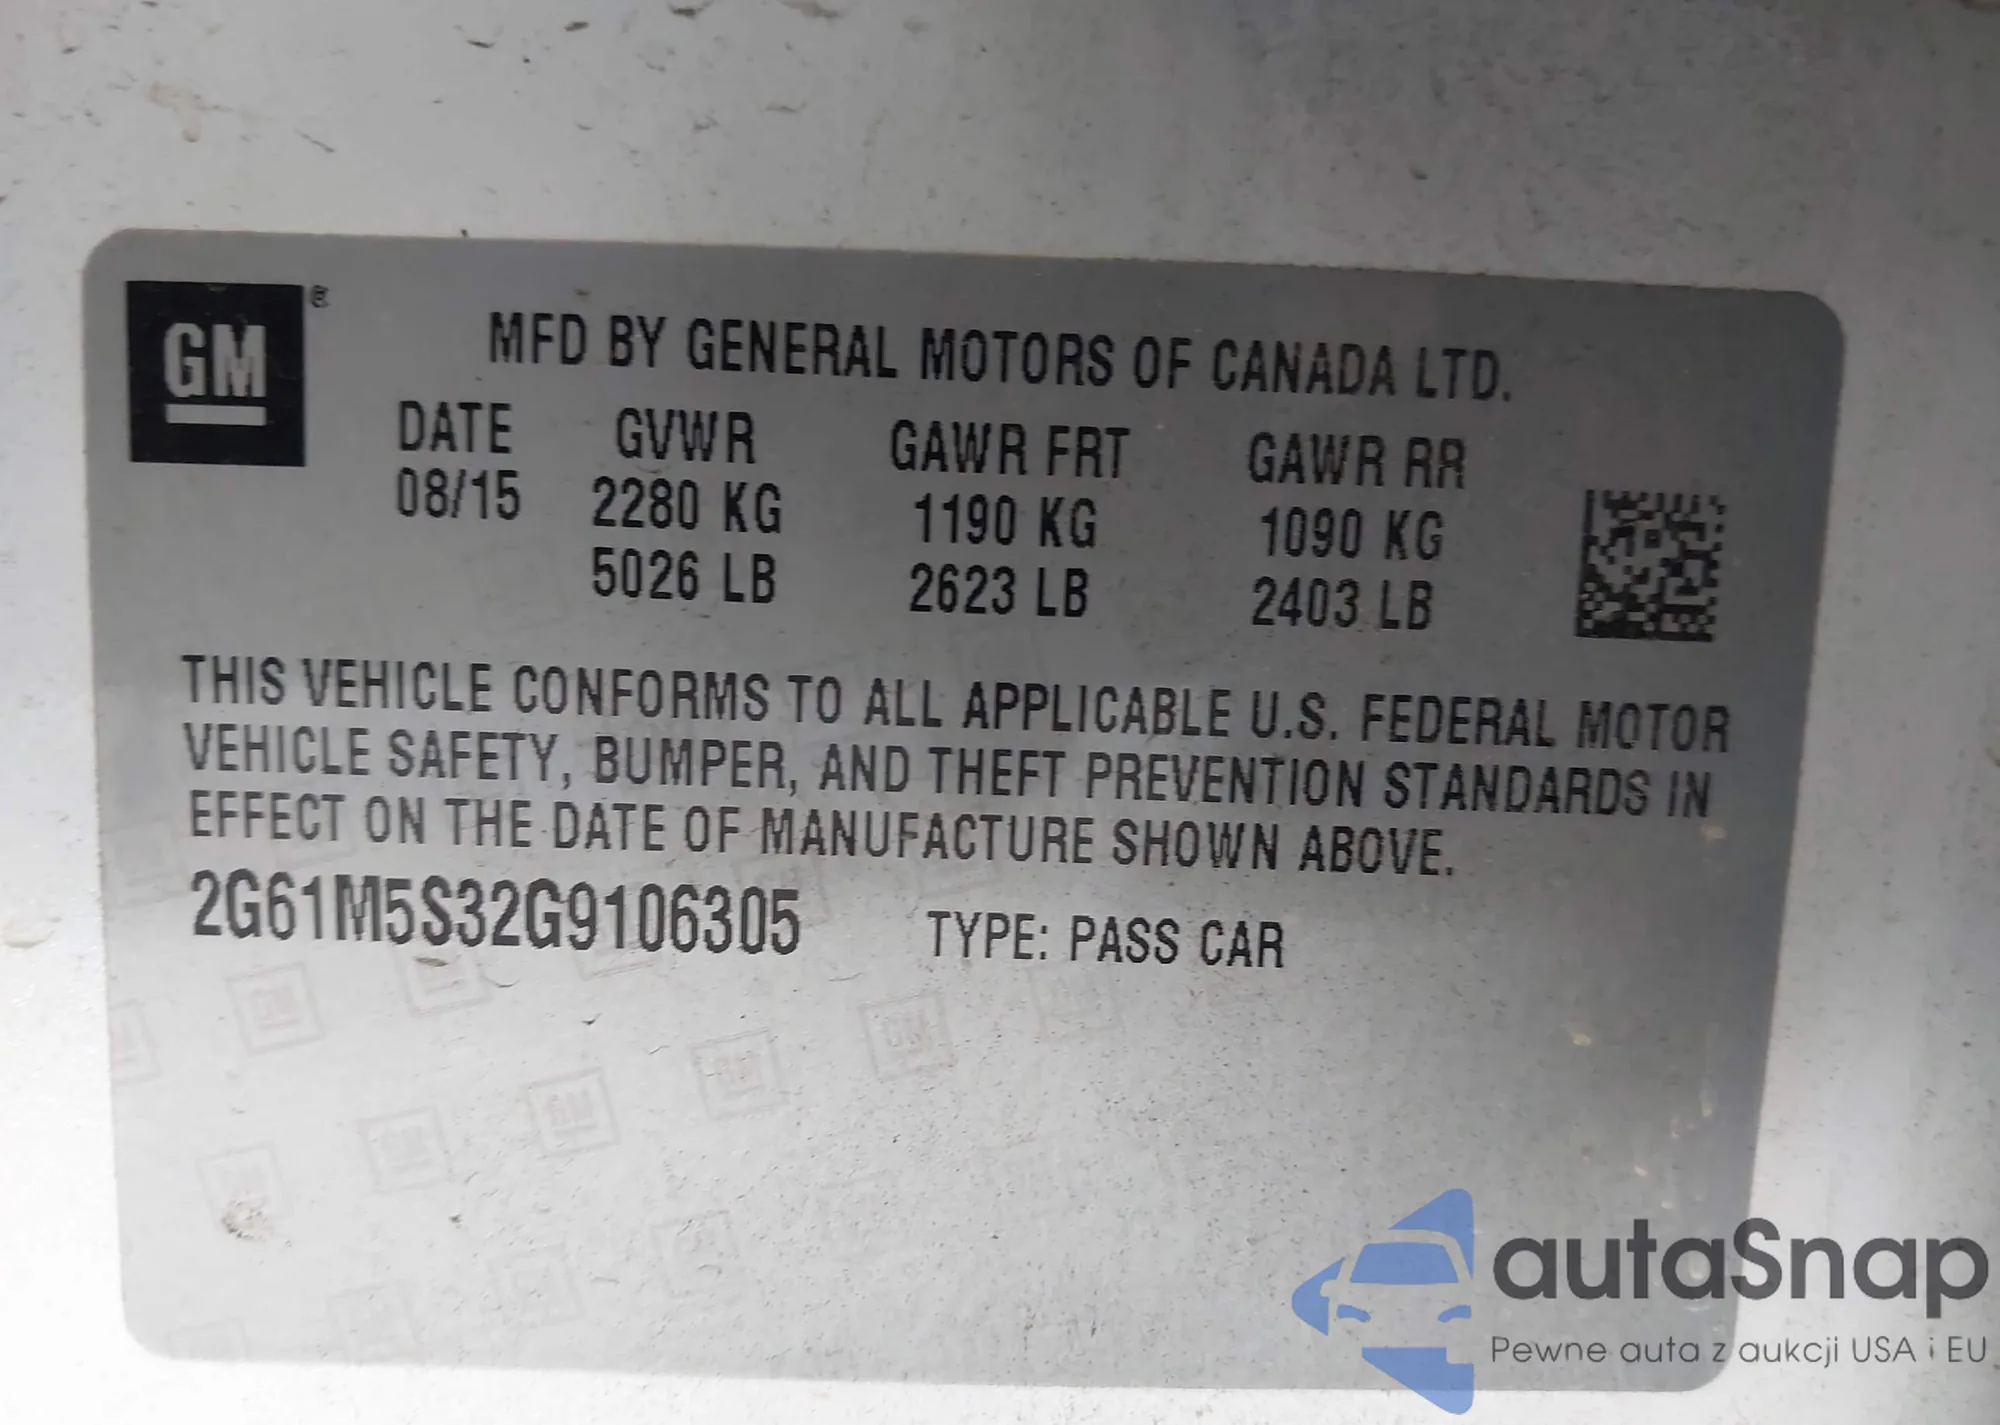 GM ®
MFD BY GENERAL MOTORS OF CANADA LTD.
DATE GVWR GAWR FRT GAWR RR
08/15 2280 KG 1190 KG 1090 KG
5026 LB 2623 LB 2403 LB
THIS VEHICLE CONFORMS TO ALL APPLICABLE U.S. FEDERAL MOTOR
VEHICLE SAFETY, BUMPER, AND THEFT PREVENTION STANDARDS IN
EFFECT ON THE DATE OF MANUFACTURE SHOWN ABOVE.
2G61M5S32G9106305 TYPE: PASS CAR
autaSnap
Pewne auta z aukcji USA i EU